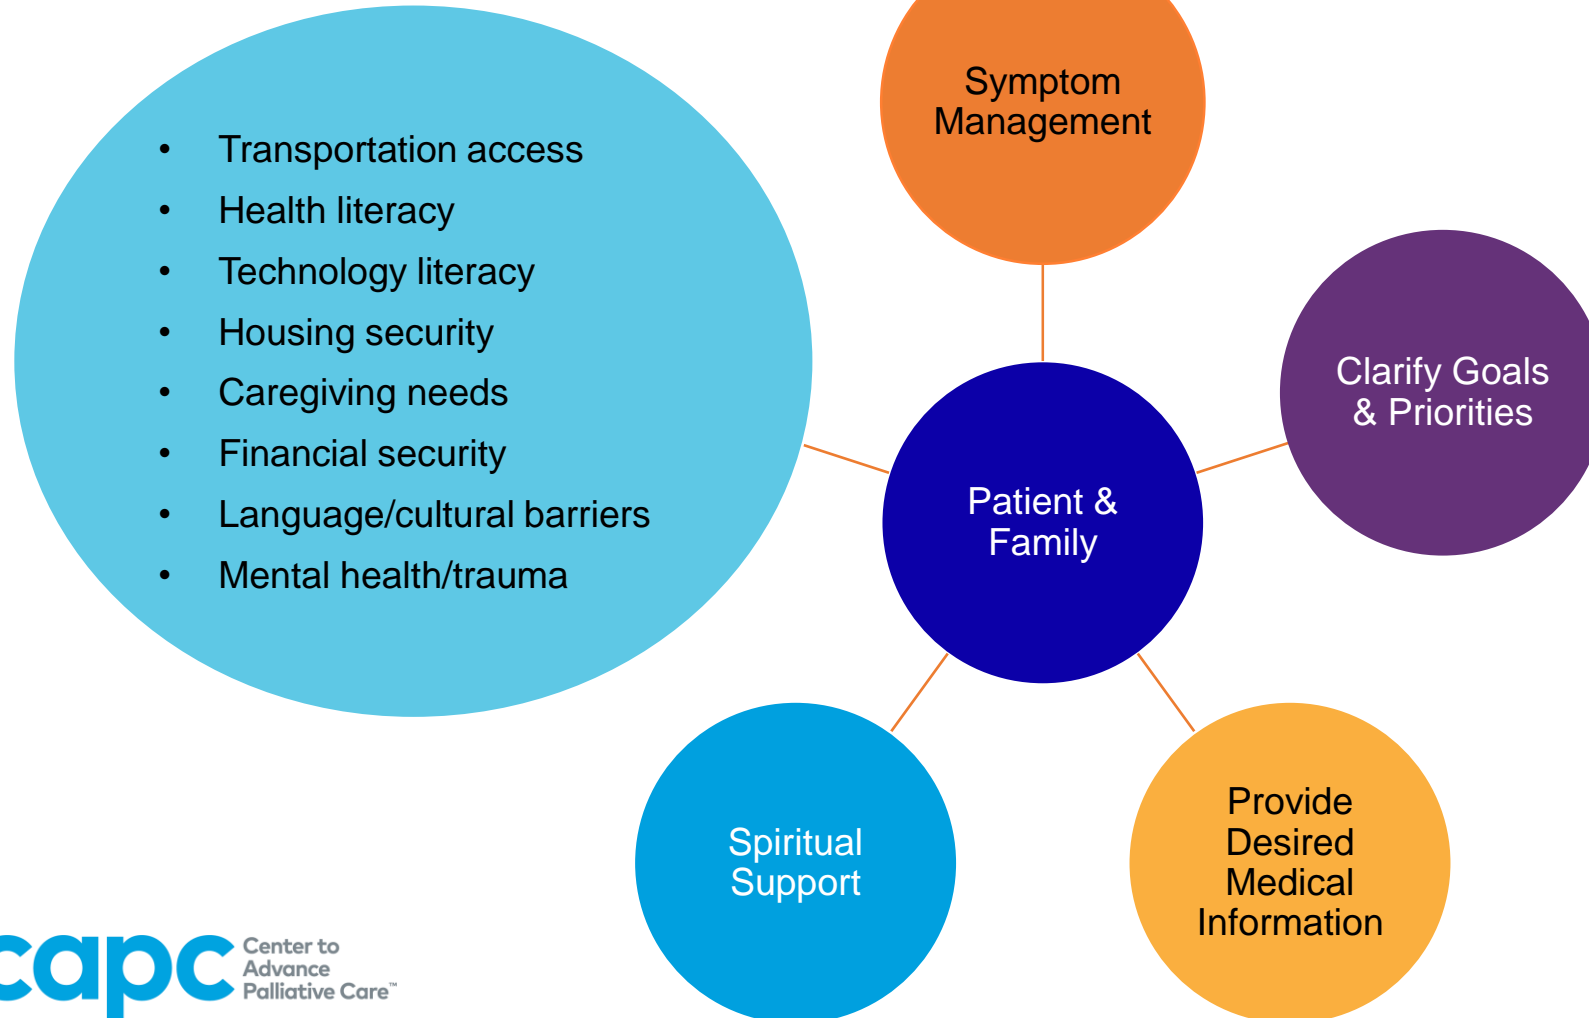 • Transportation access
• Health literacy
• Technology literacy
• Housing security
• Caregiving needs
• Financial security
• Language/cultural barriers
• Mental health/trauma
Symptom
Management
Clarify Goals
& Priorities
Patient &
Family
Spiritual
Support
Provide
Desired
Medical
Information
capc
Center to
Advance
Palliative Care™